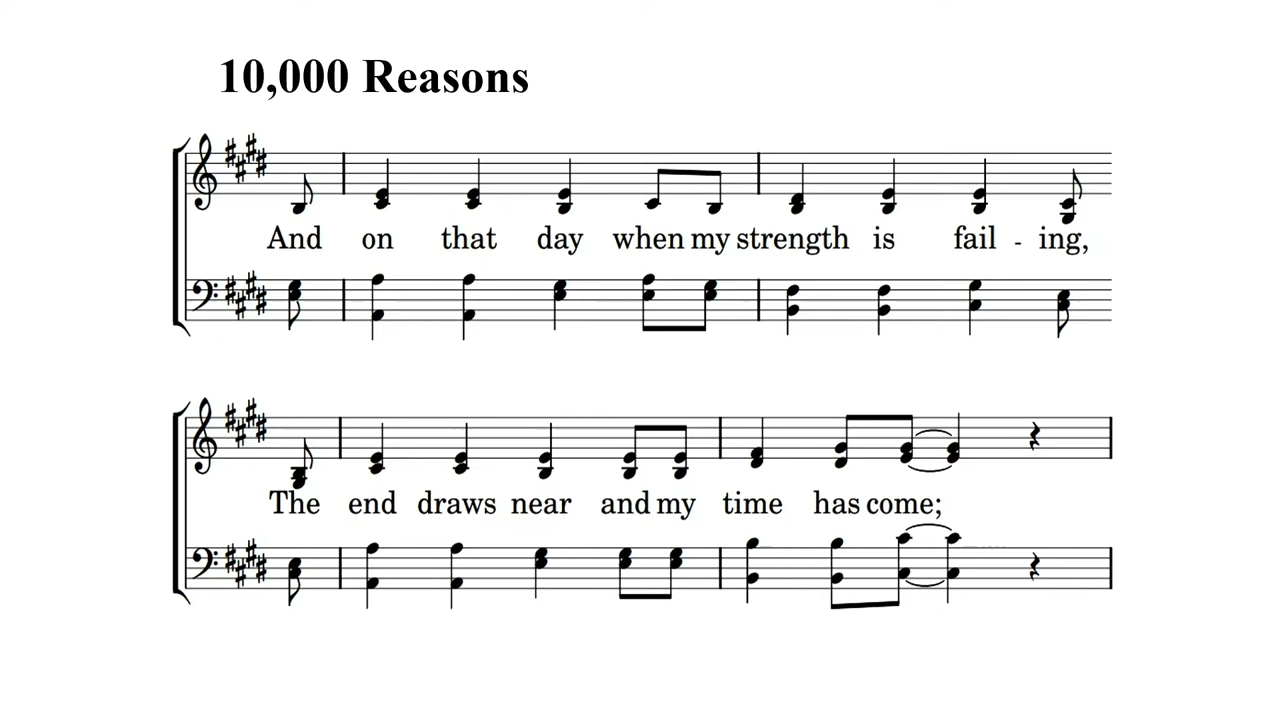 10,000 Reasons
And on that day when my strength is fail - ing,
The end draws near and my time has come;